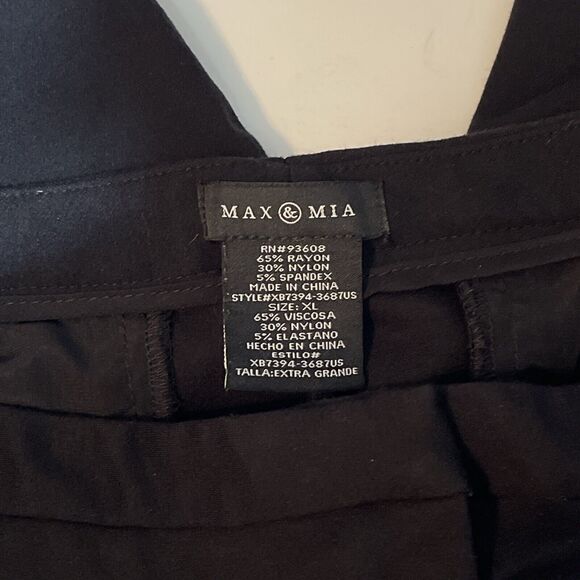 MAX & MIA
RN#93608
65% RAYON
30% NYLON
5% SPANDEX
MADE IN CHINA
STYLE#XB7394-3687US
SIZE: XL
65% VISCOSA
30% NYLON
5% ELASTANO
HECHO EN CHINA
ESTILO#
XB7394-3687US
TALLA:EXTRA GRANDE